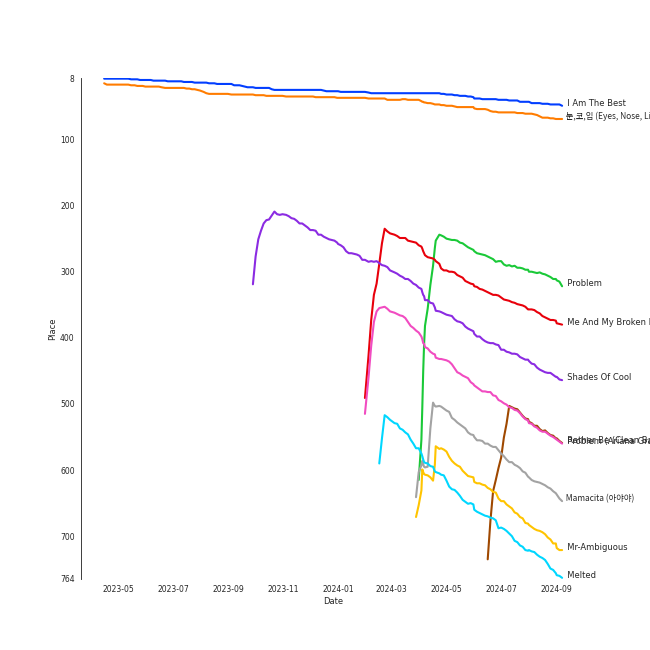 8
I Am The Best
눈,코,입 (Eyes, Nose, Li
100
200
300
Problem
Me And My Broken
400
Shades Of Cool
500
600
Mamacita (아야야)
700
Mr-Ambiguous
764
Melted
2023-05
2023-07
2023-09
2023-11
2024-01
2024-03
2024-05
2024-07
2024-09
Date
Place